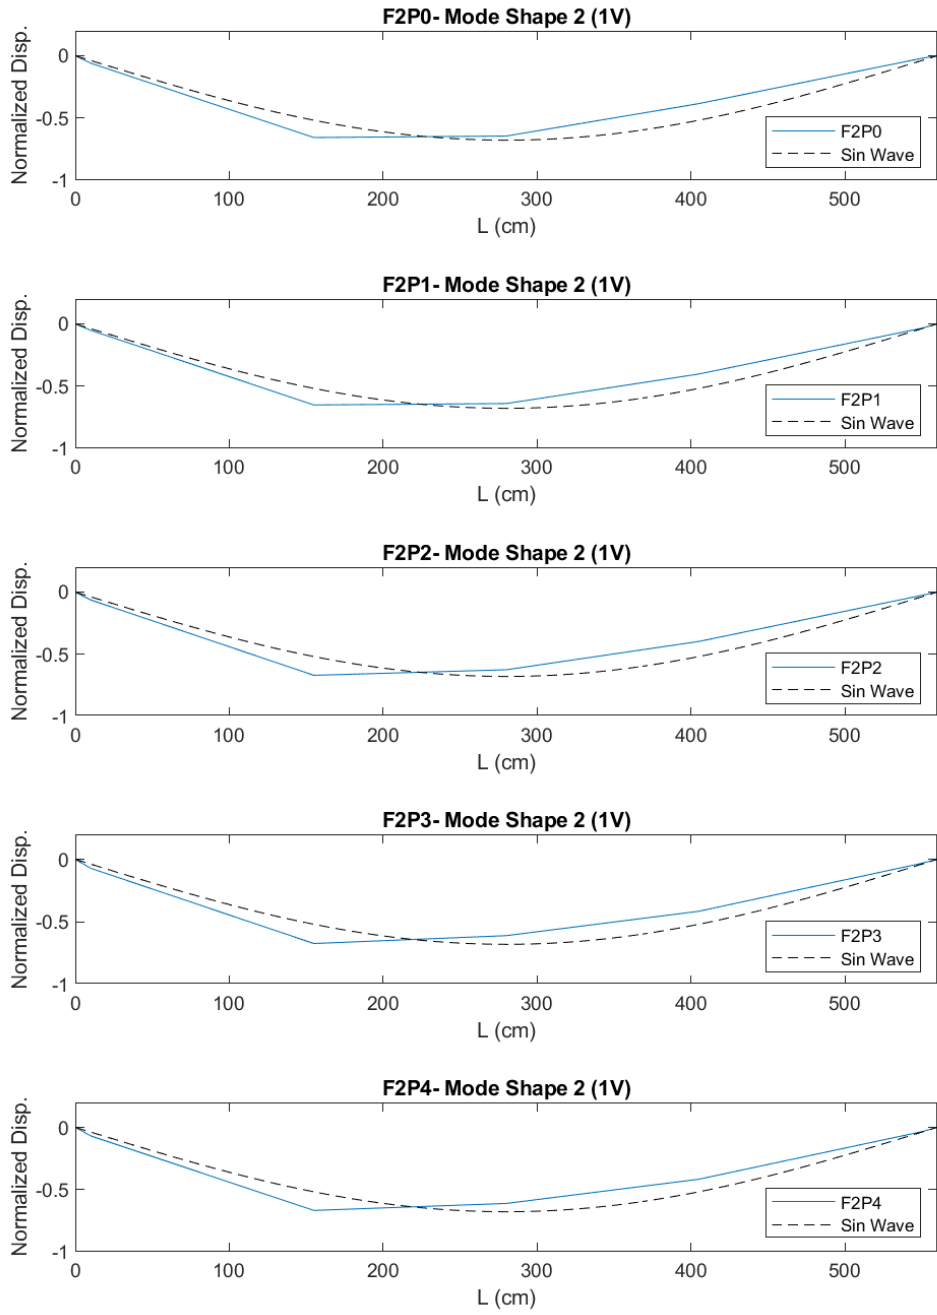 F2P0- Mode Shape 2 (1V)
Normalized Disp.
0
-0.5
-1
F2P0
Sin Wave
0 100 200 300 400 500
L (cm)
F2P1- Mode Shape 2 (1V)
Normalized Disp.
0
-0.5
-1
F2P1
Sin Wave
0 100 200 300 400 500
L (cm)
F2P2- Mode Shape 2 (1V)
Normalized Disp.
0
-0.5
-1
F2P2
Sin Wave
0 100 200 300 400 500
L (cm)
F2P3- Mode Shape 2 (1V)
Normalized Disp.
0
-0.5
-1
F2P3
Sin Wave
0 100 200 300 400 500
L (cm)
F2P4- Mode Shape 2 (1V)
Normalized Disp.
0
-0.5
-1
F2P4
Sin Wave
0 100 200 300 400 500
L (cm)